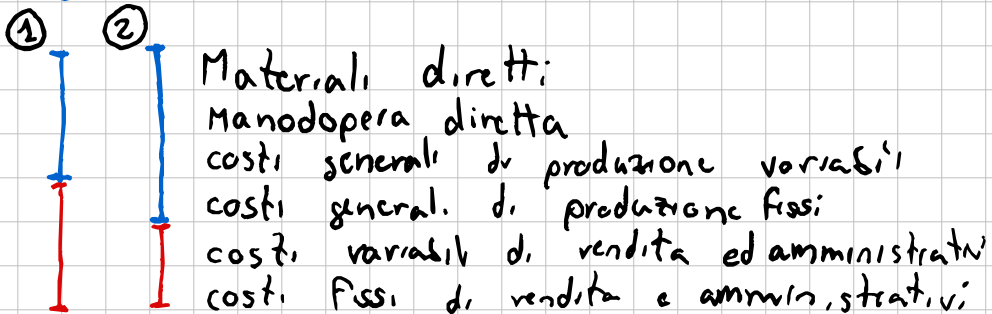 1 2
Materiali diretti
Manodopera diretta
costi generali di produzione variabili
costi generali di produzione fissi
costi variabili di vendita ed amministrativi
costi fissi di vendita e amministrativi